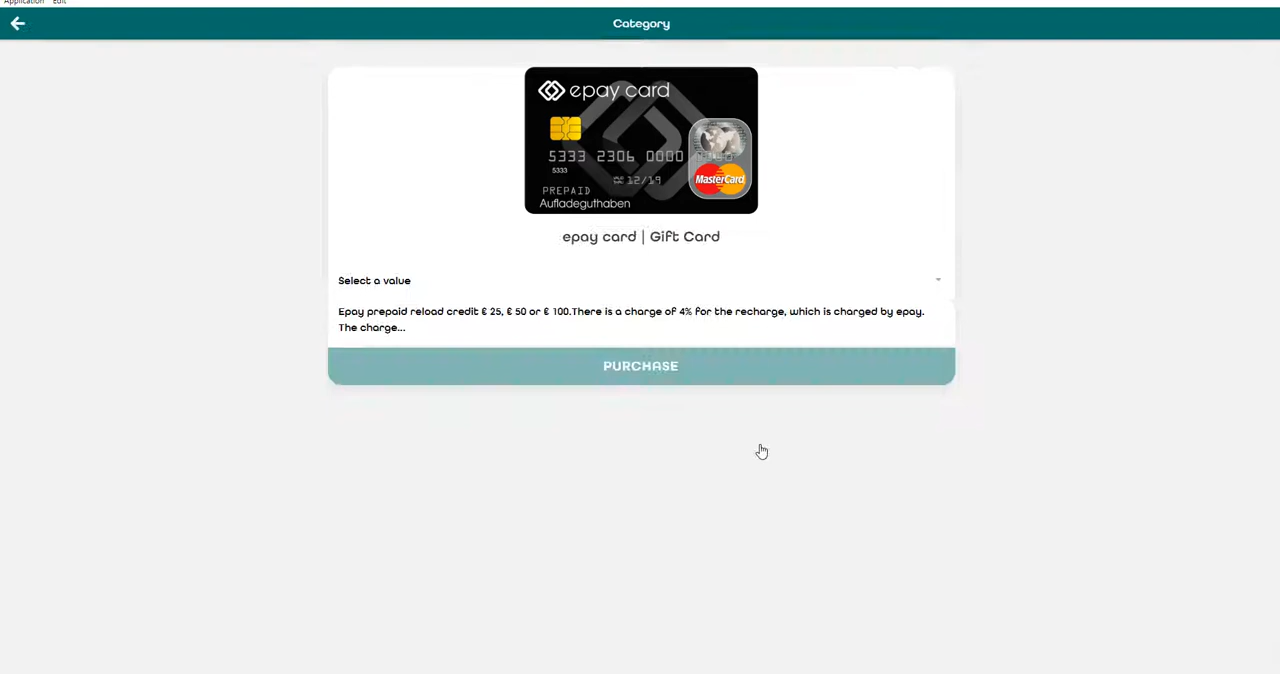 Application Edit
Category
epay card
5333 2306 0000
5333
12/19
PREPAID
MasterCard
Aufladeguthaben
epay card | Gift Card
Select a value
Epay prepaid reload credit € 25, € 50 or € 100.There is a charge of 4% for the recharge, which is charged by epay.
The charge...
PURCHASE